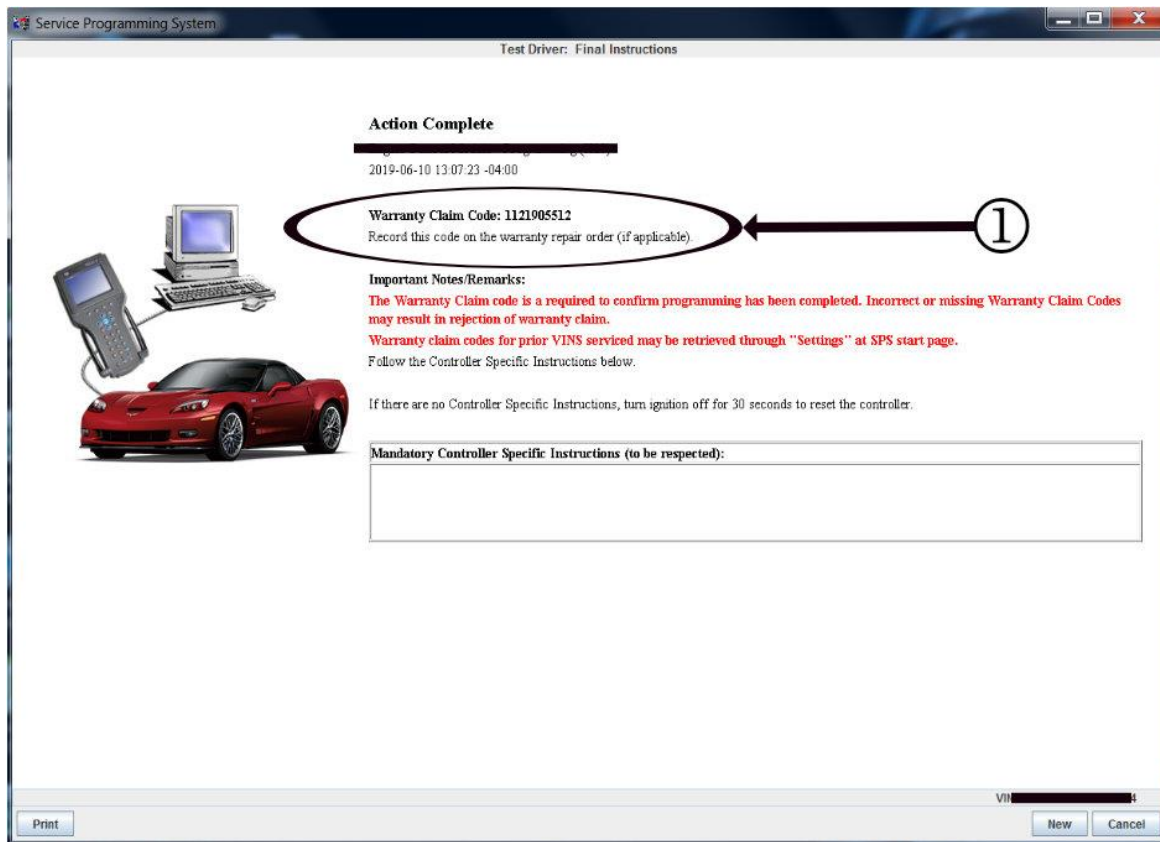 Service Programming System
Test Driver: Final Instructions
Action Complete
2019-06-10 13:07:23 -04:00
Warranty Claim Code: 1121905512
Record this code on the warranty repair order (if applicable).
1
Important Notes/Remarks:
The Warranty Claim code is a required to confirm programming has been completed. Incorrect or missing Warranty Claim Codes
may result in rejection of warranty claim.
Warranty claim codes for prior VINS serviced may be retrieved through "Settings" at SPS start page.
Follow the Controller Specific Instructions below.
If there are no Controller Specific Instructions, turn ignition off for 30 seconds to reset the controller.
Mandatory Controller Specific Instructions (to be respected):
VIN 4
Print New Cancel